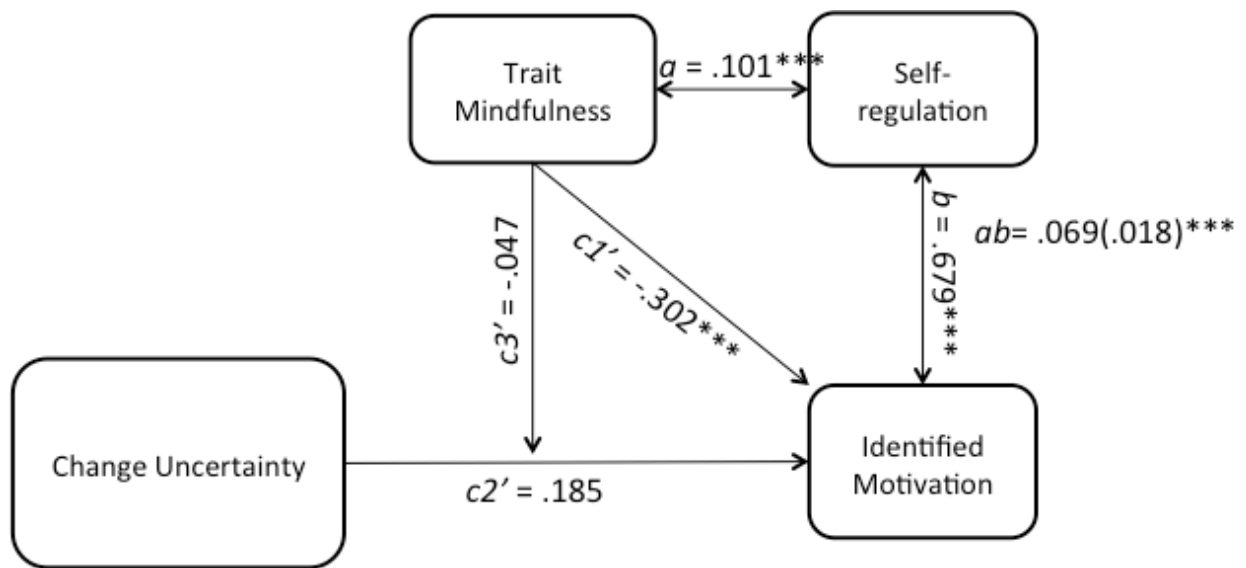 Trait
Mindfulness
a = .101***
Self-
regulation
c3’ = -.047
c1’ = -.302***
b = .679***
ab= .069(.018)***
Change Uncertainty
c2’ = .185
Identified
Motivation